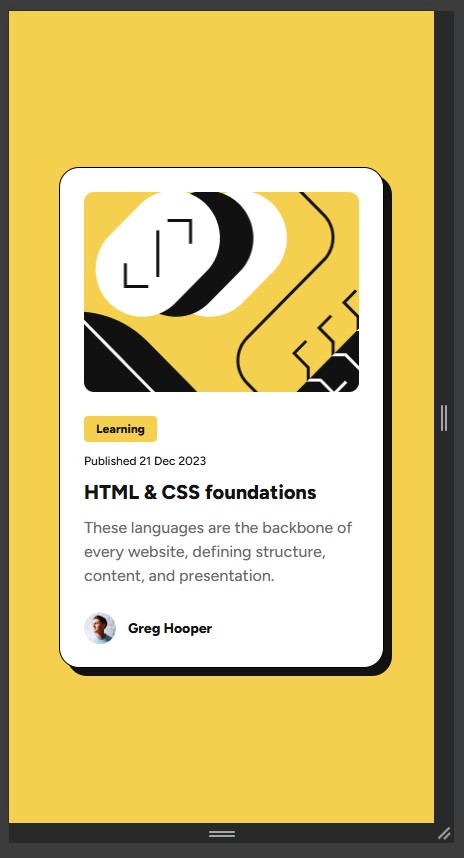 Learning
Published 21 Dec 2023
HTML & CSS foundations
These languages are the backbone of
every website, defining structure,
content, and presentation.
Greg Hooper